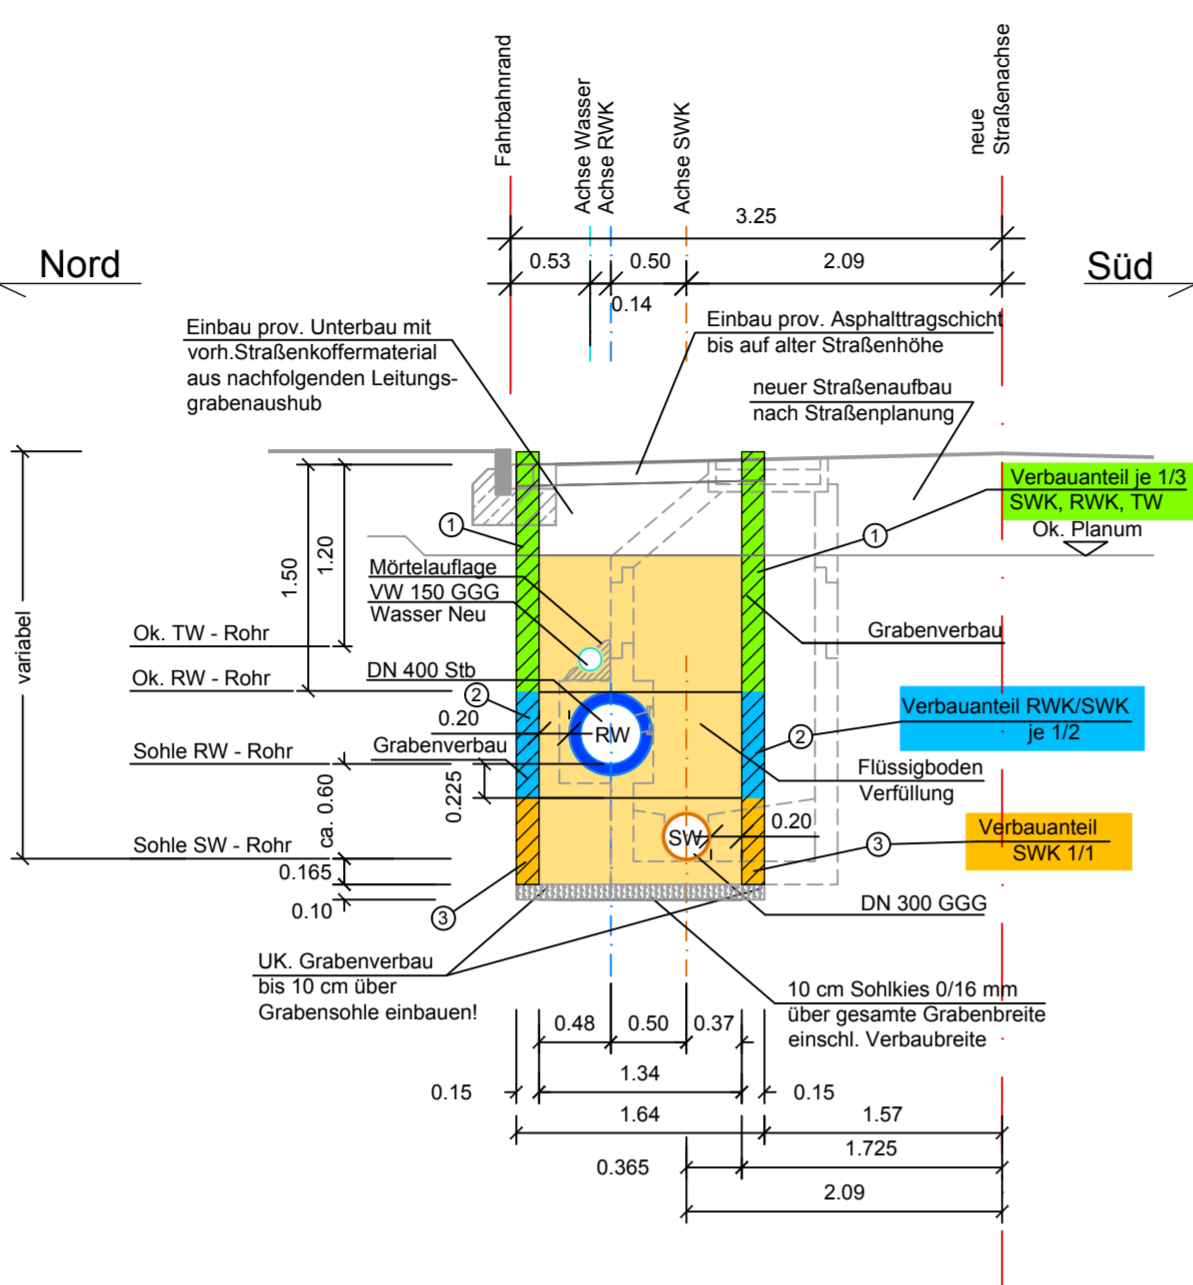 Fahrbahnrand
Achse Wasser
Achse RWK
Achse SWK
neue
Straßenachse
3.25
Nord
0.53
0.50
2.09
Süd
0.14
Einbau prov. Unterbau mit
vorh.Straßenkoffermaterial
aus nachfolgenden Leitungs-
grabenaushub
Einbau prov. Asphalttragschicht
bis auf alter Straßenhöhe
neuer Straßenaufbau
nach Straßenplanung
Verbauanteil je 1/3
SWK, RWK, TW
Ok. Planum
1
1
1.50
1.20
variabel
Mörtelauflage
VW 150 GGG
Wasser Neu
Grabenverbau
Ok. TW - Rohr
DN 400 Stb
Ok. RW - Rohr
2
0.20
RW
Verbauanteil RWK/SWK
je 1/2
2
Grabenverbau
Sohle RW - Rohr
0.225
ca. 0.60
Flüssigboden
Verfüllung
SW
0.20
Verbauanteil
SWK 1/1
3
Sohle SW - Rohr
0.165
0.10
3
DN 300 GGG
UK. Grabenverbau
bis 10 cm über
Grabensohle einbauen!
10 cm Sohlkies 0/16 mm
über gesamte Grabenbreite
einschl. Verbaubreite
0.48
0.50
0.37
1.34
0.15
0.15
1.64
1.57
1.725
0.365
2.09